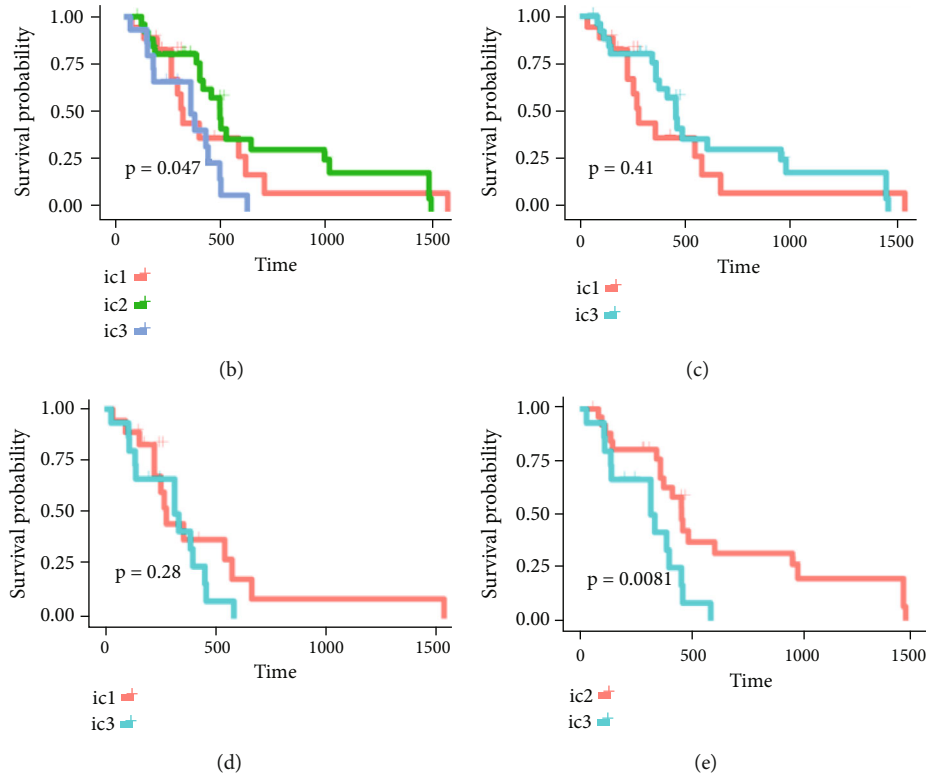 Survival probability
1.00
0.75
0.50
0.25
0.00
p = 0.047
0
500
1000
1500
Time
ic1
ic2
ic3
(b)
Survival probability
1.00
0.75
0.50
0.25
0.00
p = 0.41
0
500
1000
1500
Time
ic1
ic3
(c)
Survival probability
1.00
0.75
0.50
0.25
0.00
p = 0.28
0
500
1000
1500
Time
ic1
ic3
(d)
Survival probability
1.00
0.75
0.50
0.25
0.00
p = 0.0081
0
500
1000
1500
Time
ic2
ic3
(e)